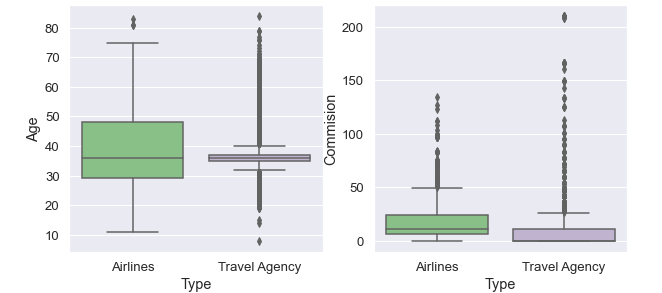 80
70
60
50
40
30
20
10
Age
Airlines
Travel Agency
Type
200
150
100
50
0
Commision
Airlines
Travel Agency
Type